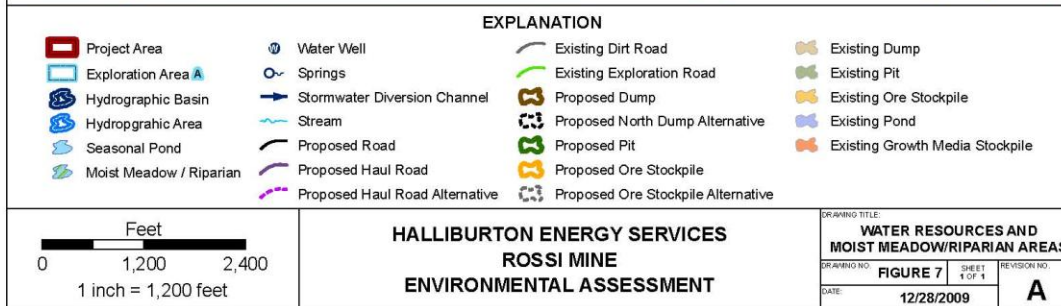 EXPLANATION
Project Area
Exploration Area A
Hydrographic Basin
Hydropgrahic Area
Seasonal Pond
Moist Meadow / Riparian
W Water Well
Springs
Stormwater Diversion Channel
Stream
Proposed Road
Proposed Haul Road
Proposed Haul Road Alternative
Existing Dirt Road
Existing Exploration Road
Proposed Dump
Proposed North Dump Alternative
Proposed Pit
Proposed Ore Stockpile
Proposed Ore Stockpile Alternative
Existing Dump
Existing Pit
Existing Ore Stockpile
Existing Pond
Existing Growth Media Stockpile
Feet
0 1,200 2,400
1 inch = 1,200 feet
HALLIBURTON ENERGY SERVICES
ROSSI MINE
ENVIRONMENTAL ASSESSMENT
DRAWING TITLE:
WATER RESOURCES AND
MOIST MEADOW/RIPARIAN AREAS
DRAWING NO. FIGURE 7
SHEET
1 OF 1
REVISION NO.
A
DATE: 12/28/2009